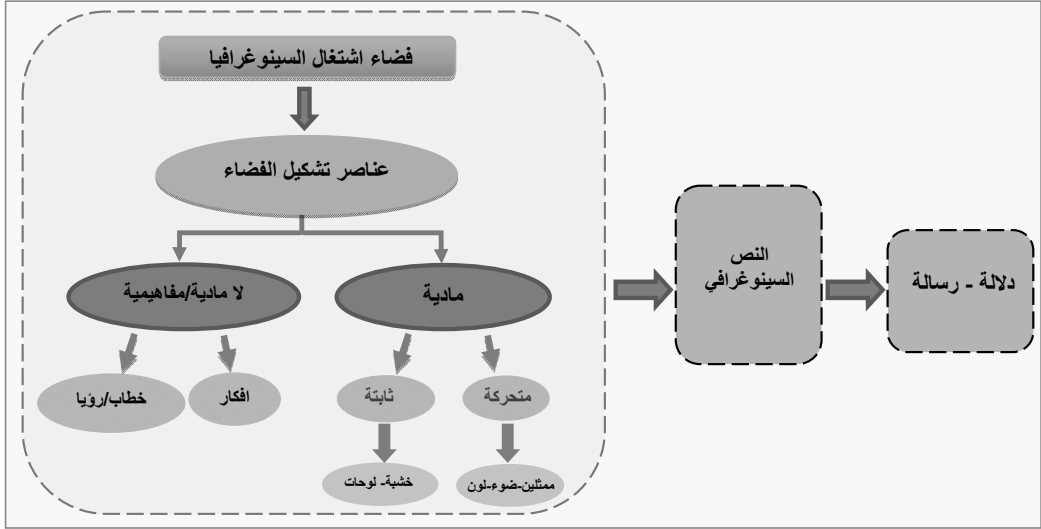 فضاء اشتغال السينوغرافيا
عناصر تشكيل الفضاء
مادية
لا مادية/مفاهيمية
متحركة
ثابتة
افكار
خطاب/رؤيا
ممثلين-ضوء-لون
خشبة- لوحات
النص
السينوغرافي
دلالة - رسالة